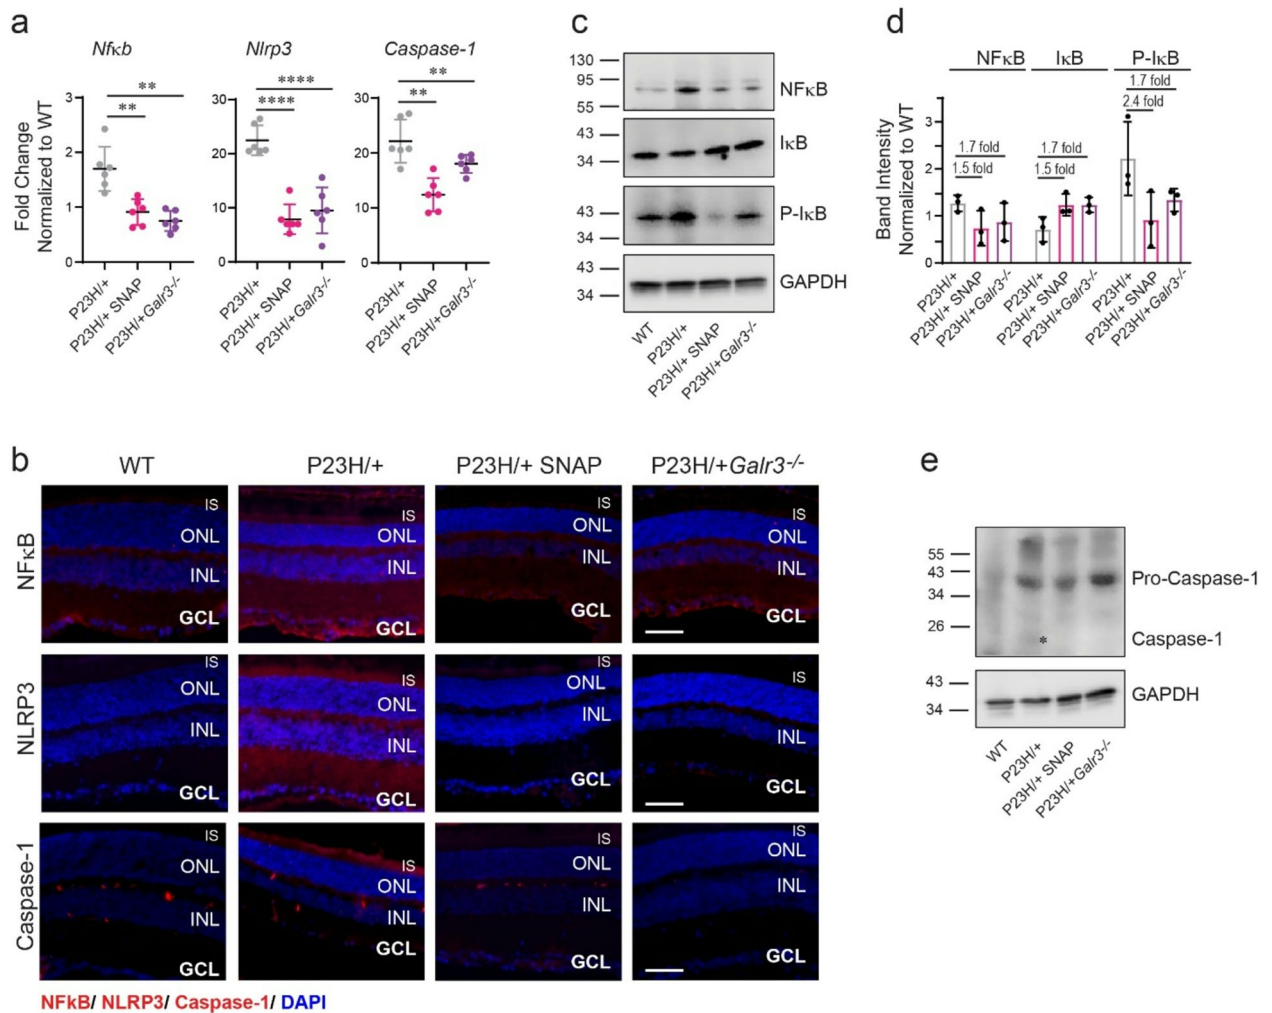 a
Nfκb
Nlrp3
Caspase-1
Fold Change
Normalized to WT
**
**
3
2
1
0
****
****
30
20
10
0
**
**
30
20
10
0
P23H/+
P23H/+ SNAP
P23H/+Galr3-/-
P23H/+
P23H/+ SNAP
P23H/+Galr3-/-
P23H/+
P23H/+ SNAP
P23H/+Galr3-/-
c
130
95
55
NFκB
43
34
IκB
43
34
P-IκB
43
34
GAPDH
WT
P23H/+
P23H/+ SNAP
P23H/+Galr3-/-
d
NFκB IκB P-IκB
Band Intensity
Normalized to WT
3
2
1
0
1.7 fold
1.5 fold
1.7 fold
1.5 fold
1.7 fold
2.4 fold
P23H/+
P23H/+ SNAP
P23H/+Galr3-/-
P23H/+
P23H/+ SNAP
P23H/+Galr3-/-
P23H/+
P23H/+ SNAP
P23H/+Galr3-/-
b
WT P23H/+ P23H/+ SNAP P23H/+Galr3-/-
NFκB
IS
ONL
INL
GCL
IS
ONL
INL
GCL
IS
ONL
INL
GCL
IS
ONL
INL
GCL
NLRP3
IS
ONL
INL
GCL
IS
ONL
INL
GCL
IS
ONL
INL
GCL
IS
ONL
INL
GCL
Caspase-1
IS
ONL
INL
GCL
IS
ONL
INL
GCL
IS
ONL
INL
GCL
IS
ONL
INL
GCL
NFkB/ NLRP3/ Caspase-1/ DAPI
e
55
43
34
26
Pro-Caspase-1
Caspase-1
*
43
34
GAPDH
WT
P23H/+
P23H/+ SNAP
P23H/+Galr3-/-